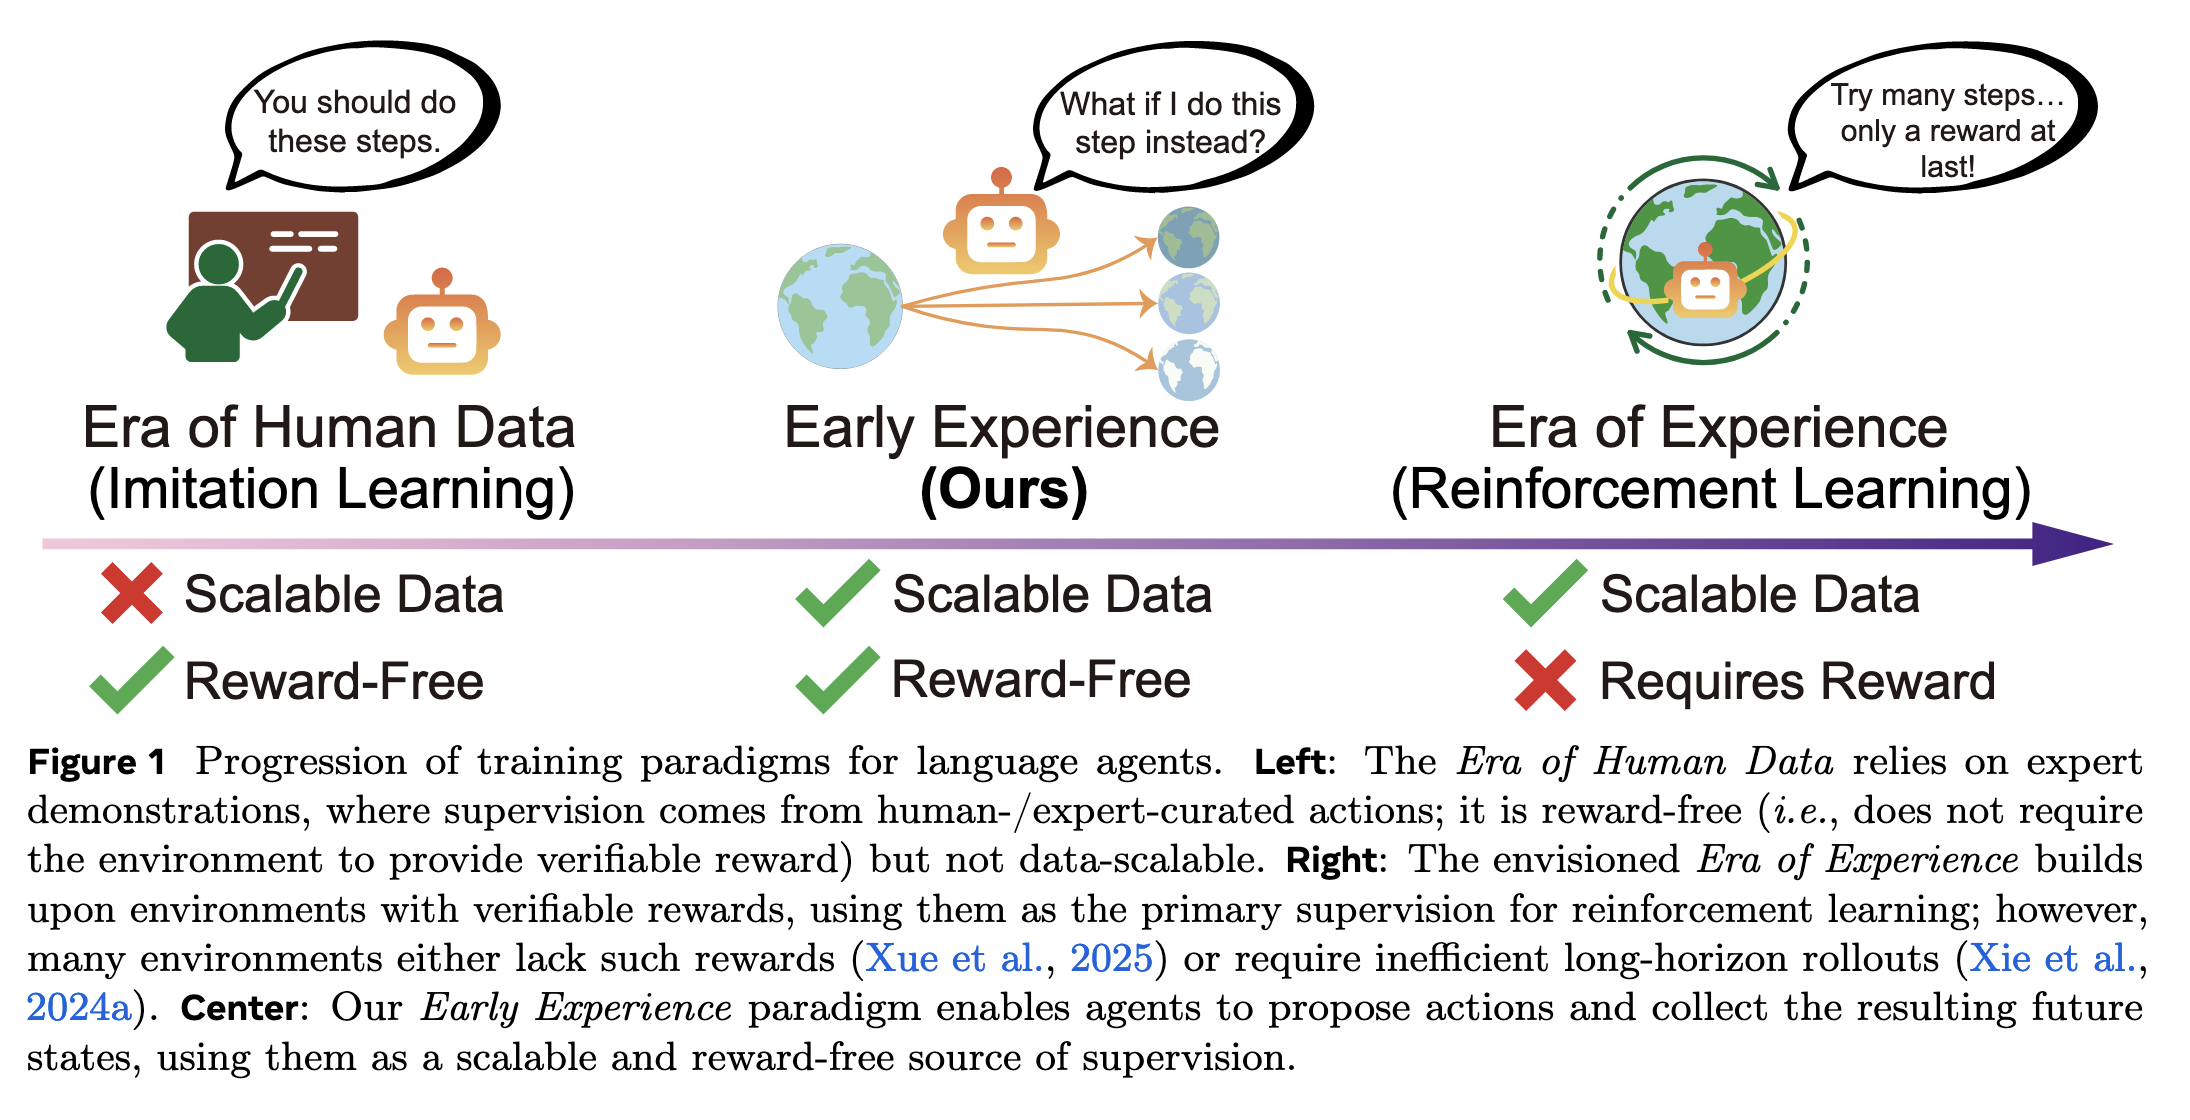 You should do
these steps.
What if I do this
step instead?
Try many steps…
only a reward at
last!
Era of Human Data
(Imitation Learning)
Early Experience
(Ours)
Era of Experience
(Reinforcement Learning)
Scalable Data
Reward-Free
Scalable Data
Reward-Free
Scalable Data
Requires Reward
Figure 1 Progression of training paradigms for language agents. Left: The Era of Human Data relies on expert
demonstrations, where supervision comes from human-/expert-curated actions; it is reward-free (i.e., does not require
the environment to provide verifiable reward) but not data-scalable. Right: The envisioned Era of Experience builds
upon environments with verifiable rewards, using them as the primary supervision for reinforcement learning; however,
many environments either lack such rewards (Xue et al., 2025) or require inefficient long-horizon rollouts (Xie et al.,
2024a). Center: Our Early Experience paradigm enables agents to propose actions and collect the resulting future
states, using them as a scalable and reward-free source of supervision.